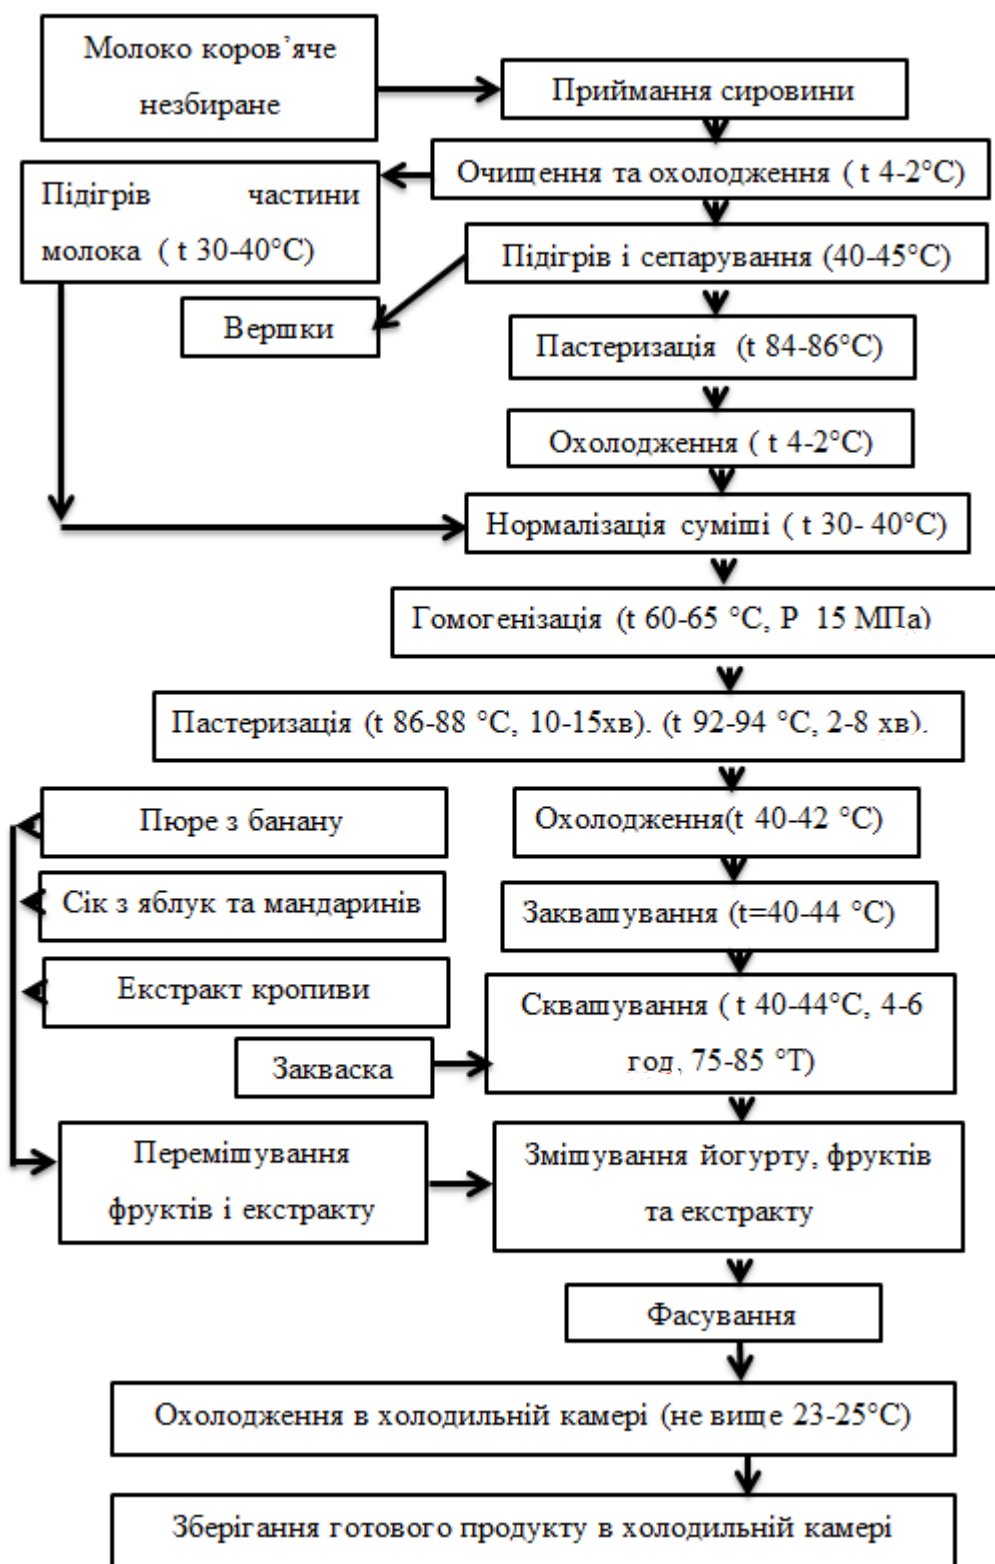 Молоко коров’яче
незбиране
Приймання сировини
Очищення та охолодження ( t 4-2°C)
Підігрів частини
молока ( t 30-40°C)
Підігрів і сепарування (40-45°C)
Вершки
Пастеризація (t 84-86°C)
Охолодження ( t 4-2°C)
Нормалізація суміші ( t 30- 40°C)
Гомогенізація (t 60-65 °C, Р 15 МПа)
Пастеризація (t 86-88 °C, 10-15хв). (t 92-94 °C, 2-8 хв).
Пюре з банану
Охолодження(t 40-42 °C)
Сік з яблук та мандаринів
Заквашування (t=40-44 °C)
Екстракт кропиви
Сквашування ( t 40-44°C, 4-6
год, 75-85 °Т)
Закваска
Перемішування
фруктів і екстракту
Змішування йогурту, фруктів
та екстракту
Фасування
Охолодження в холодильній камері (не вище 23-25°C)
Зберігання готового продукту в холодильній камері